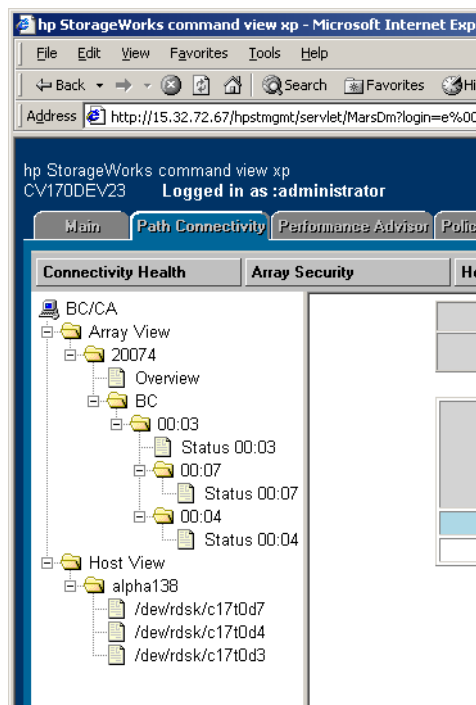 hp StorageWorks command view xp - Microsoft Internet Exp
File Edit View Favorites Tools Help
Back Search Favorites Hi
Address http://15.32.72.67/hpstmgmt/servlet/MarsDm?login=e%00
hp StorageWorks command view xp
CV170DEV23 Logged in as :administrator
Main Path Connectivity Performance Advisor Polic
Connectivity Health Array Security He
BC/CA
Array View
20074
Overview
BC
00:03
Status 00:03
00:07
Status 00:07
00:04
Status 00:04
Host View
alpha138
/dev/rdsk/c17t0d7
/dev/rdsk/c17t0d4
/dev/rdsk/c17t0d3